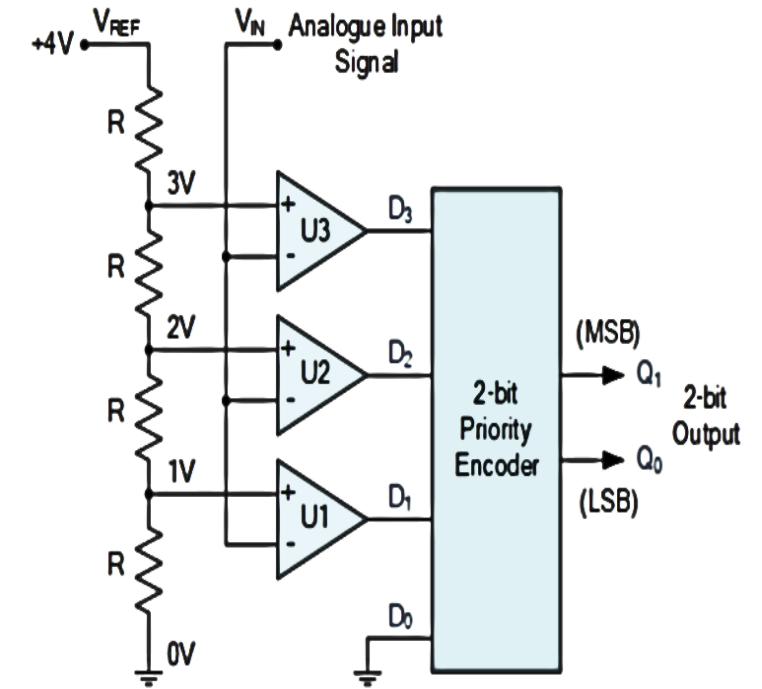 VREF
+4V
VIN
Analogue Input
Signal
R
3V
+
U3
-
D3
R
2V
+
U2
-
D2
(MSB)
Q1
2-bit
Priority
Encoder
2-bit
Output
R
Q0
(LSB)
1V
+
U1
-
D1
R
D0
0V